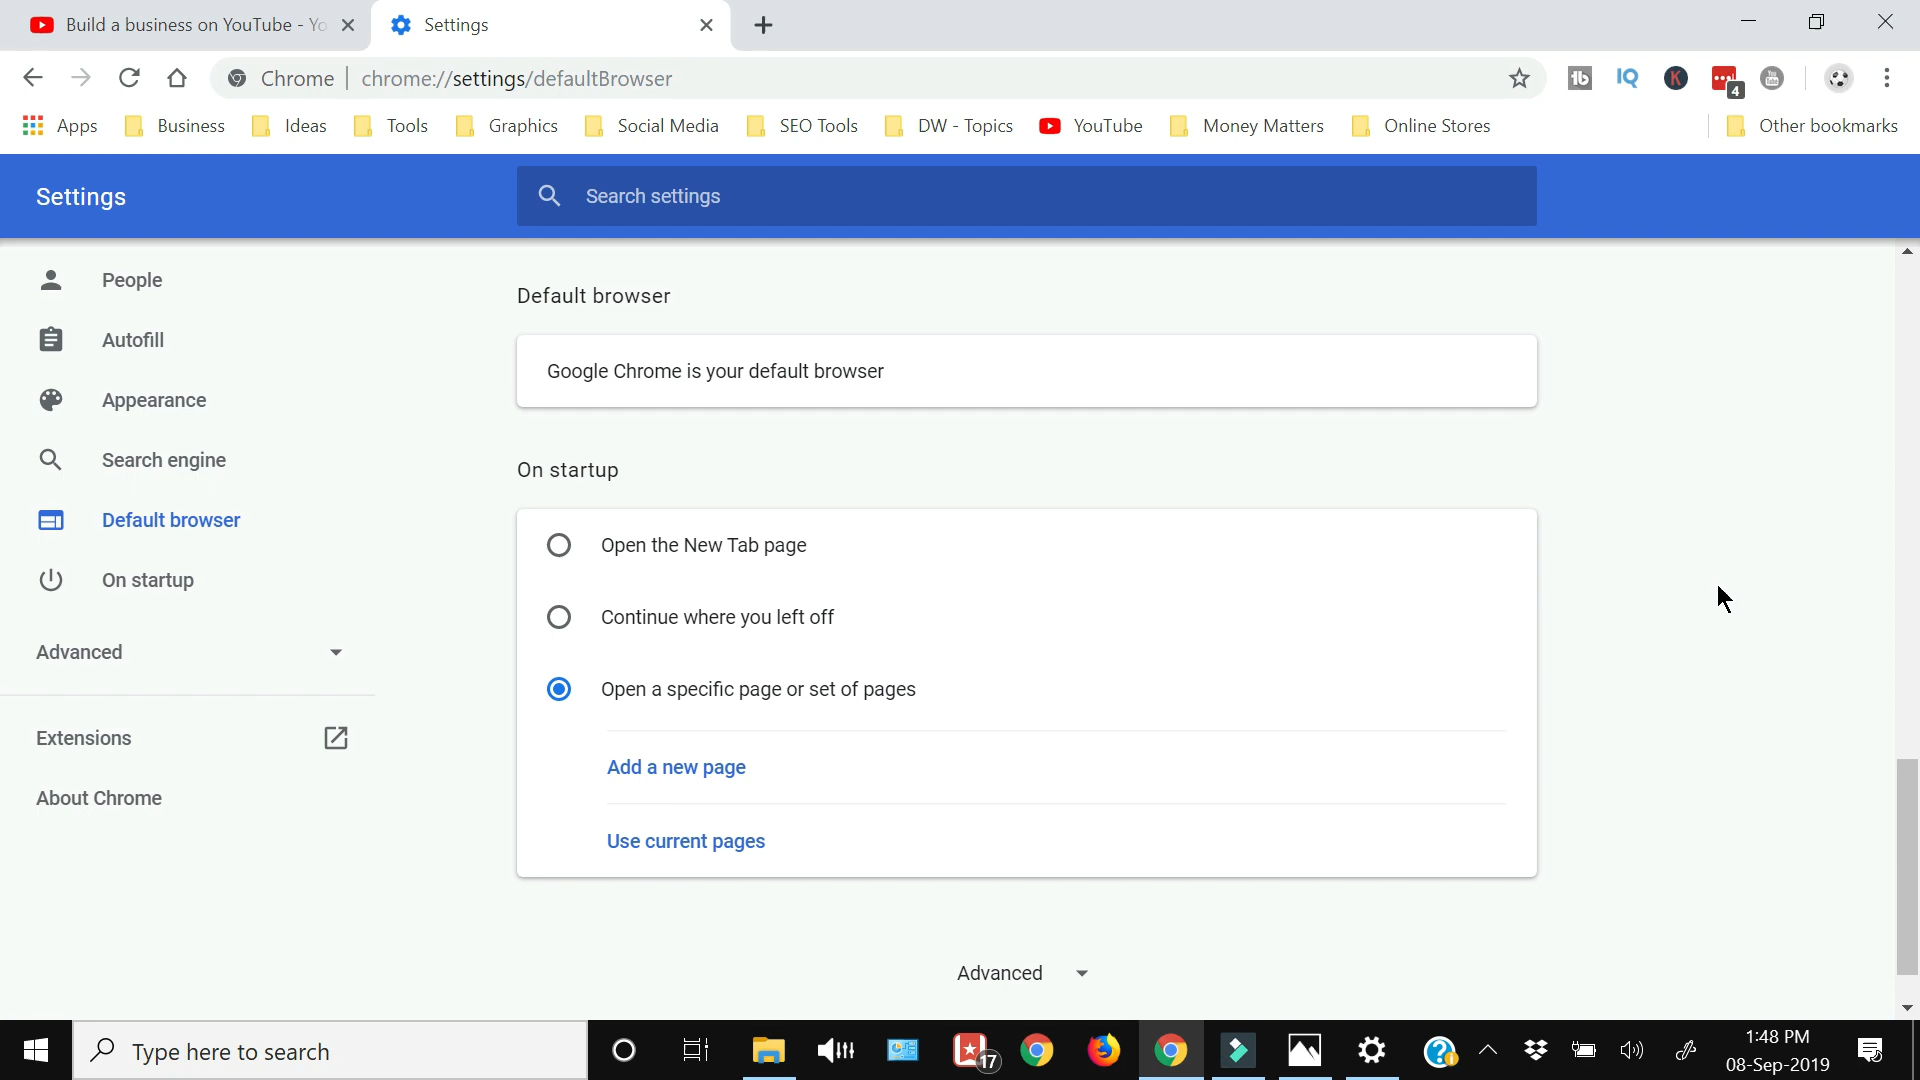 Build a business on YouTube - Yo
Settings
Chrome | chrome://settings/defaultBrowser
4
Apps Business Ideas Tools Graphics Social Media SEO Tools DW - Topics YouTube Money Matters Online Stores Other bookmarks
Settings
Search settings
People
Autofill
Appearance
Search engine
Default browser
On startup
Advanced
Extensions
About Chrome
Default browser
Google Chrome is your default browser
On startup
Open the New Tab page
Continue where you left off
Open a specific page or set of pages
Add a new page
Use current pages
Advanced
Type here to search
17
1:48 PM
08-Sep-2019